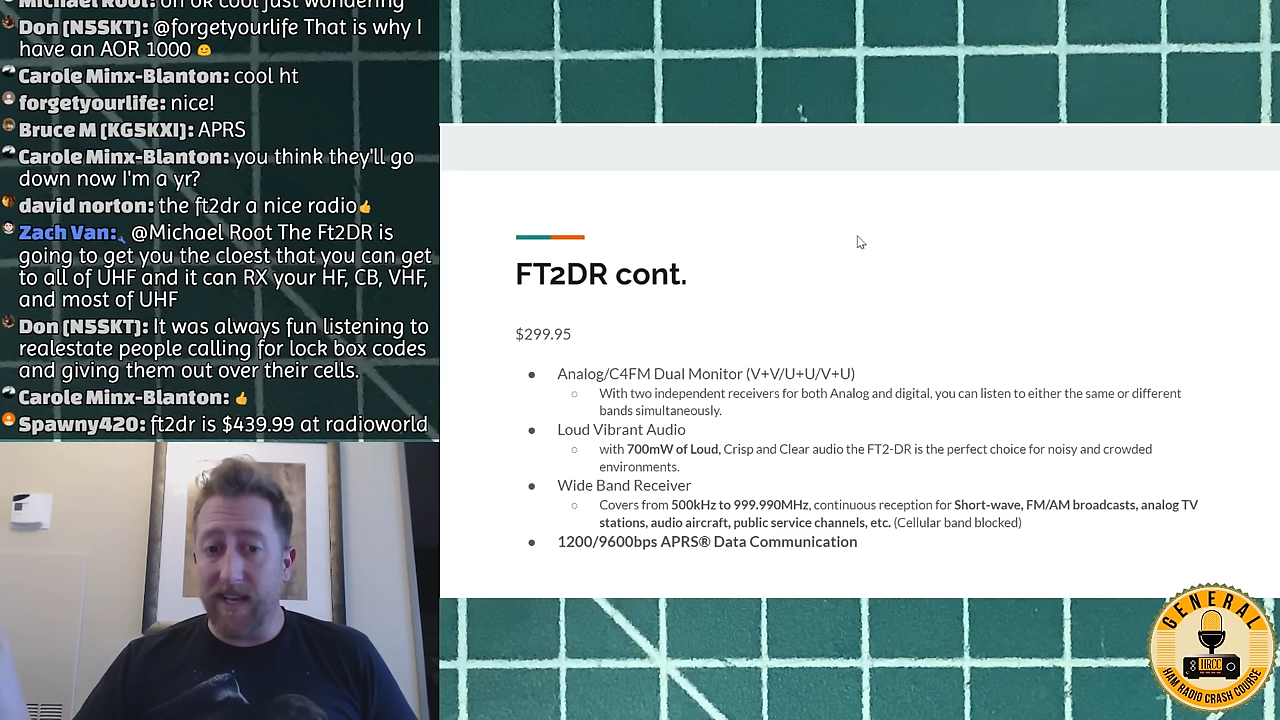 Michael Root: oh ok cool just wondering
Don (N5SKT): @forgetyourlife That is why I
have an AOR 1000 🙂
Carole Minx-Blanton: cool ht
forgetyourlife: nice!
Bruce M (KG5KXI): APRS
Carole Minx-Blanton: you think they'll go
down now I'm a yr?
david norton: the ft2dr a nice radio👍
Zach Van: @Michael Root The Ft2DR is
going to get you the cloest that you can get
to all of UHF and it can RX your HF, CB, VHF,
and most of UHF
Don (N5SKT): It was always fun listening to
realestate people calling for lock box codes
and giving them out over their cells.
Carole Minx-Blanton: 👍
Spawny420: ft2dr is $439.99 at radioworld
FT2DR cont.
$299.95
● Analog/C4FM Dual Monitor (V+V/U+U/V+U)
○ With two independent receivers for both Analog and digital, you can listen to either the same or different
bands simultaneously.
● Loud Vibrant Audio
○ with 700mW of Loud, Crisp and Clear audio the FT2-DR is the perfect choice for noisy and crowded
environments.
● Wide Band Receiver
○ Covers from 500kHz to 999.990MHz, continuous reception for Short-wave, FM/AM broadcasts, analog TV
stations, audio aircraft, public service channels, etc. (Cellular band blocked)
● 1200/9600bps APRS® Data Communication
GENERAL
HRCC
HAM RADIO CRASH COURSE